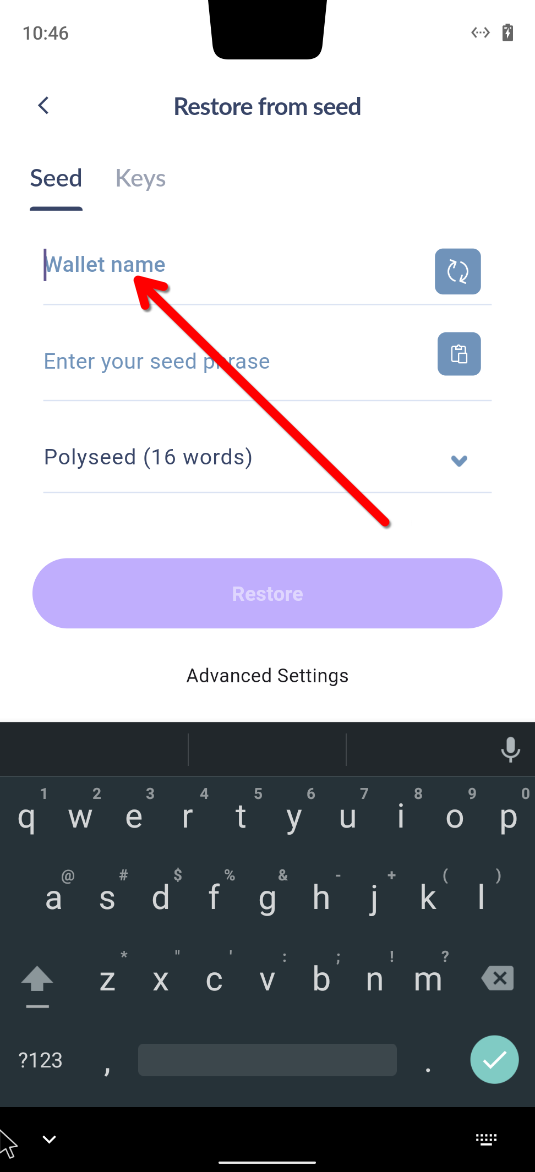 10:46
Restore from seed
Seed Keys
Wallet name
Enter your seed phrase
Polyseed (16 words)
Restore
Advanced Settings
1 2 3 4 5 6 7 8 9 0
q w e r t y u i o p
@ # $ % & - + ( )
a s d f g h j k l
* " ' : ; ! ?
z x c v b n m
?123 , .